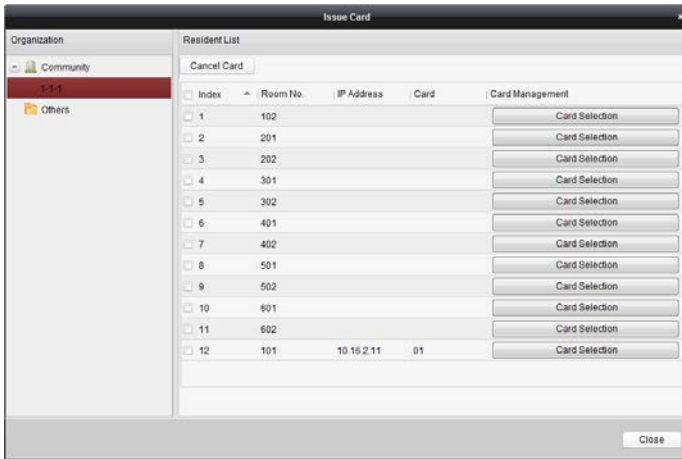 Issue Card
Organization
Resident List
Community
1-1-1
Others
Cancel Card
Index Room No. IP Address Card Card Management
1 102 Card Selection
2 201 Card Selection
3 202 Card Selection
4 301 Card Selection
5 302 Card Selection
6 401 Card Selection
7 402 Card Selection
8 501 Card Selection
9 502 Card Selection
10 601 Card Selection
11 602 Card Selection
12 101 10.16.2.11 01 Card Selection
Close